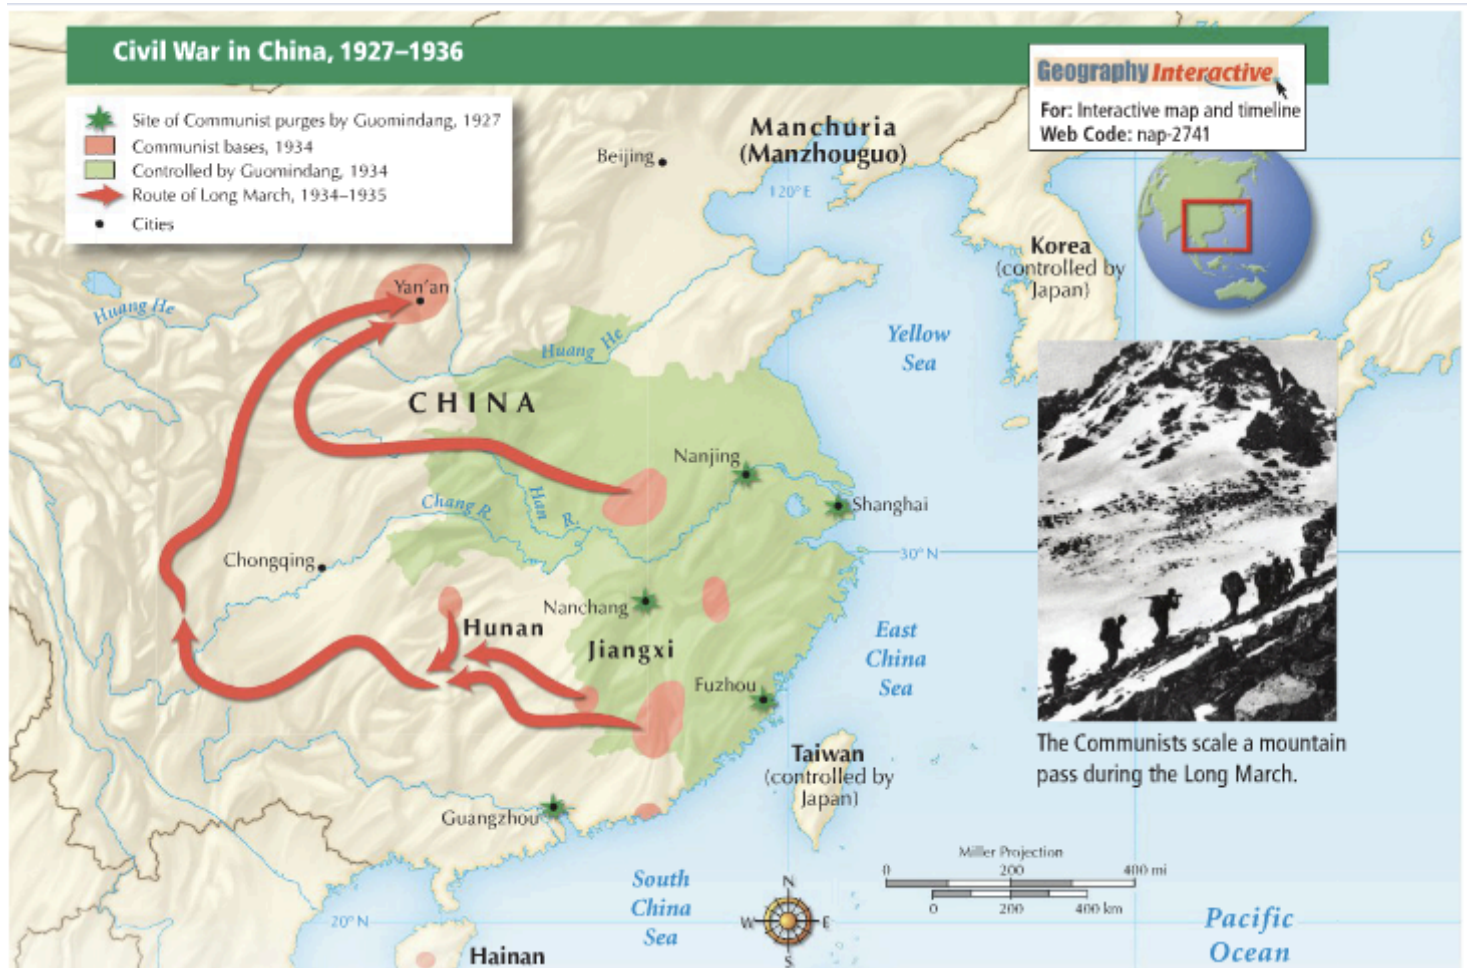 Civil War in China, 1927–1936
Geography Interactive
For: Interactive map and timeline
Web Code: nap-2741
Site of Communist purges by Guomindang, 1927
Communist bases, 1934
Controlled by Guomindang, 1934
Route of Long March, 1934–1935
Cities
Manchuria
(Manzhouguo)
Beijing
120°E
Korea
(controlled by
Japan)
Yan'an
Huang He
Huang He
Yellow
Sea
CHINA
Nanjing
Shanghai
Chang R.
Han R.
30°N
Chongqing
Nanchang
Hunan
Jiangxi
East
China
Sea
Fuzhou
Taiwan
(controlled by
Japan)
The Communists scale a mountain
pass during the Long March.
Guangzhou
Miller Projection
0 200 400 mi
0 200 400 km
N
W E
S
South
China
Sea
20°N
Pacific
Ocean
Hainan